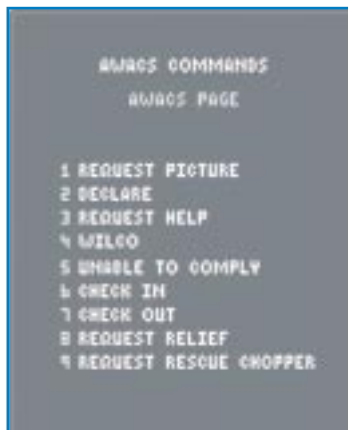 AWACS COMMANDS
AWACS PAGE
1 REQUEST PICTURE
2 DECLARE
3 REQUEST HELP
4 WILCO
5 UNABLE TO COMPLY
6 CHECK IN
7 CHECK OUT
8 REQUEST RELIEF
9 REQUEST RESCUE CHOPPER